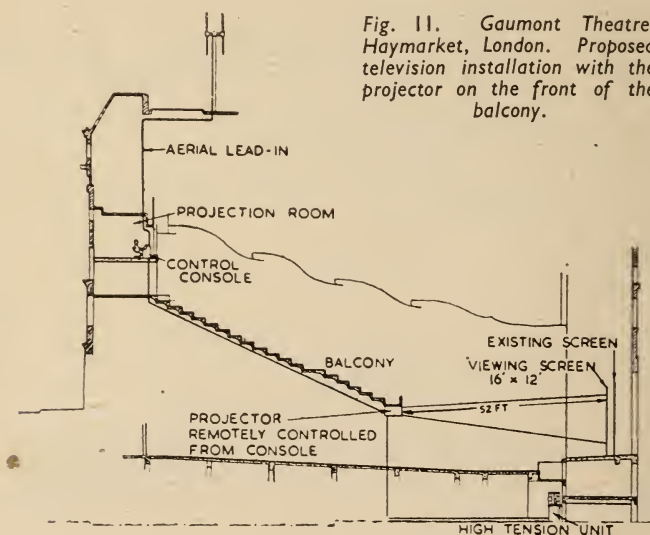 Fig. 11. Gaumont Theatre,
Haymarket, London. Proposed
television installation with the
projector on the front of the
balcony.
AERIAL LEAD-IN
PROJECTION ROOM
CONTROL
CONSOLE
EXISTING SCREEN
VIEWING SCREEN
16' x 12'
BALCONY
52 FT
PROJECTOR
REMOTELY CONTROLLED
FROM CONSOLE
HIGH TENSION UNIT